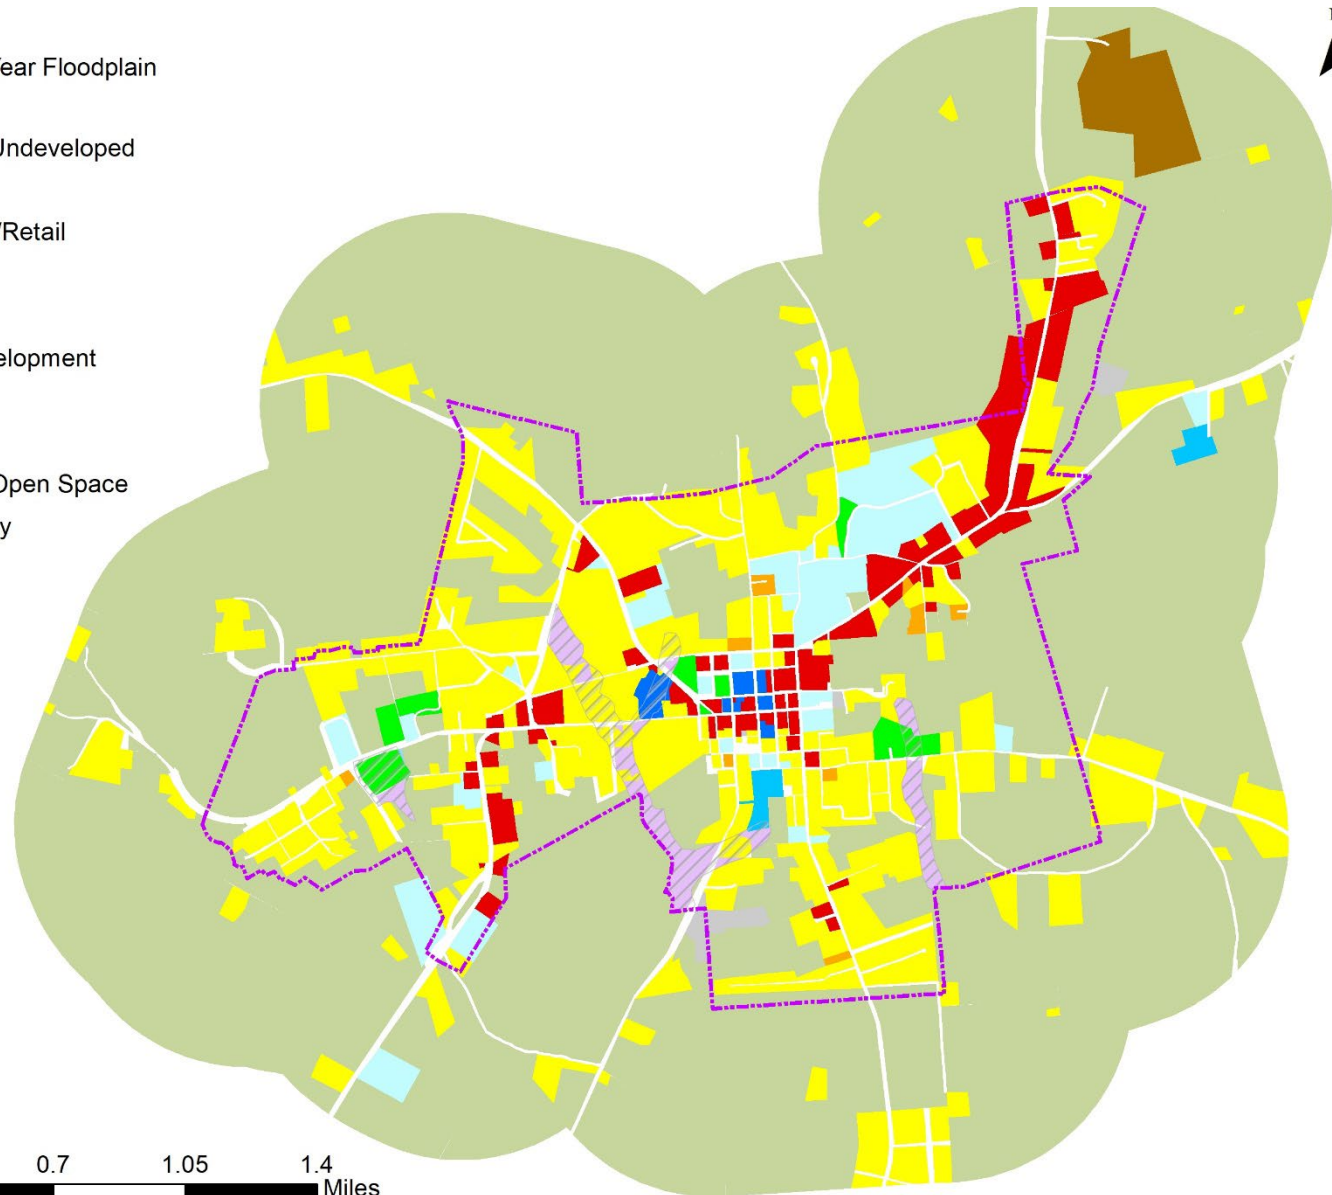 ear Floodplain
Undeveloped
/Retail
elopment
Open Space
y
0.7 1.05 1.4
Miles